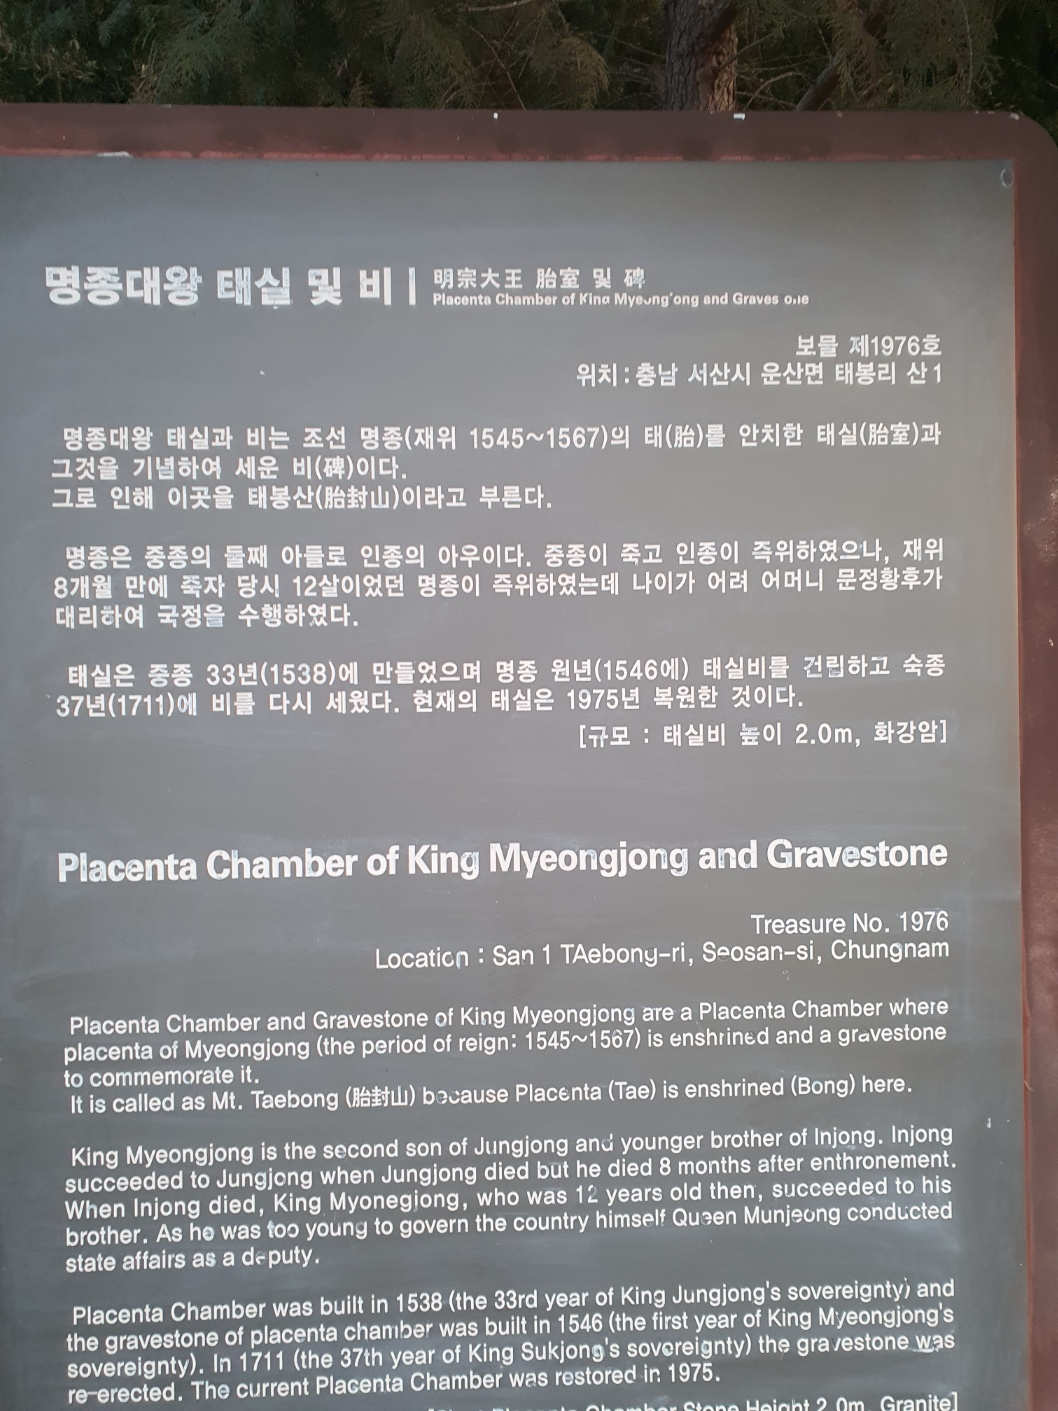 명종대왕 태실 및 비 | 明宗大王 胎室 및 碑
Placenta Chamber of King Myeong'ong and Graves one
보물 제1976호
위치 : 충남 서산시 운산면 태봉리 산1
명종대왕 태실과 비는 조선 명종(재위 1545~1567)의 태(胎)를 안치한 태실(胎室)과
그것을 기념하여 세운 비(碑)이다.
그로 인해 이곳을 태봉산(胎封山)이라고 부른다.
명종은 중종의 둘째 아들로 인종의 아우이다. 중종이 죽고 인종이 즉위하였으나, 재위
8개월 만에 죽자 당시 12살이었던 명종이 즉위하였는데 나이가 어려 어머니 문정황후가
대리하여 국정을 수행하였다.
태실은 중종 33년(1538)에 만들었으며 명종 원년(1546에) 태실비를 건립하고 숙종
37년(1711)에 비를 다시 세웠다. 현재의 태실은 1975년 복원한 것이다.
[규모 : 태실비 높이 2.0m, 화강암]
Placenta Chamber of King Myeongjong and Gravestone
Treasure No. 1976
Location : San 1 TAebong-ri, Seosan-si, Chungnam
Placenta Chamber and Gravestone of King Myeongjong are a Placenta Chamber where
placenta of Myeongjong (the period of reign: 1545~1567) is enshrined and a gravestone
to commemorate it.
It is called as Mt. Taebong (胎封山) because Placenta (Tae) is enshrined (Bong) here.
King Myeongjong is the second son of Jungjong and younger brother of Injong. Injong
succeeded to Jungjong when Jungjong died but he died 8 months after enthronement.
When Injong died, King Myonegjong, who was 12 years old then, succeeded to his
brother. As he was too young to govern the country himself Queen Munjeong conducted
state affairs as a deputy.
Placenta Chamber was built in 1538 (the 33rd year of King Jungjong's sovereignty) and
the gravestone of placenta chamber was built in 1546 (the first year of King Myeongjong's
sovereignty). In 1711 (the 37th year of King Sukjong's sovereignty) the gravestone was
re-erected. The current Placenta Chamber was restored in 1975.
Placenta Chamber Stone Height 2.0m, Granite]